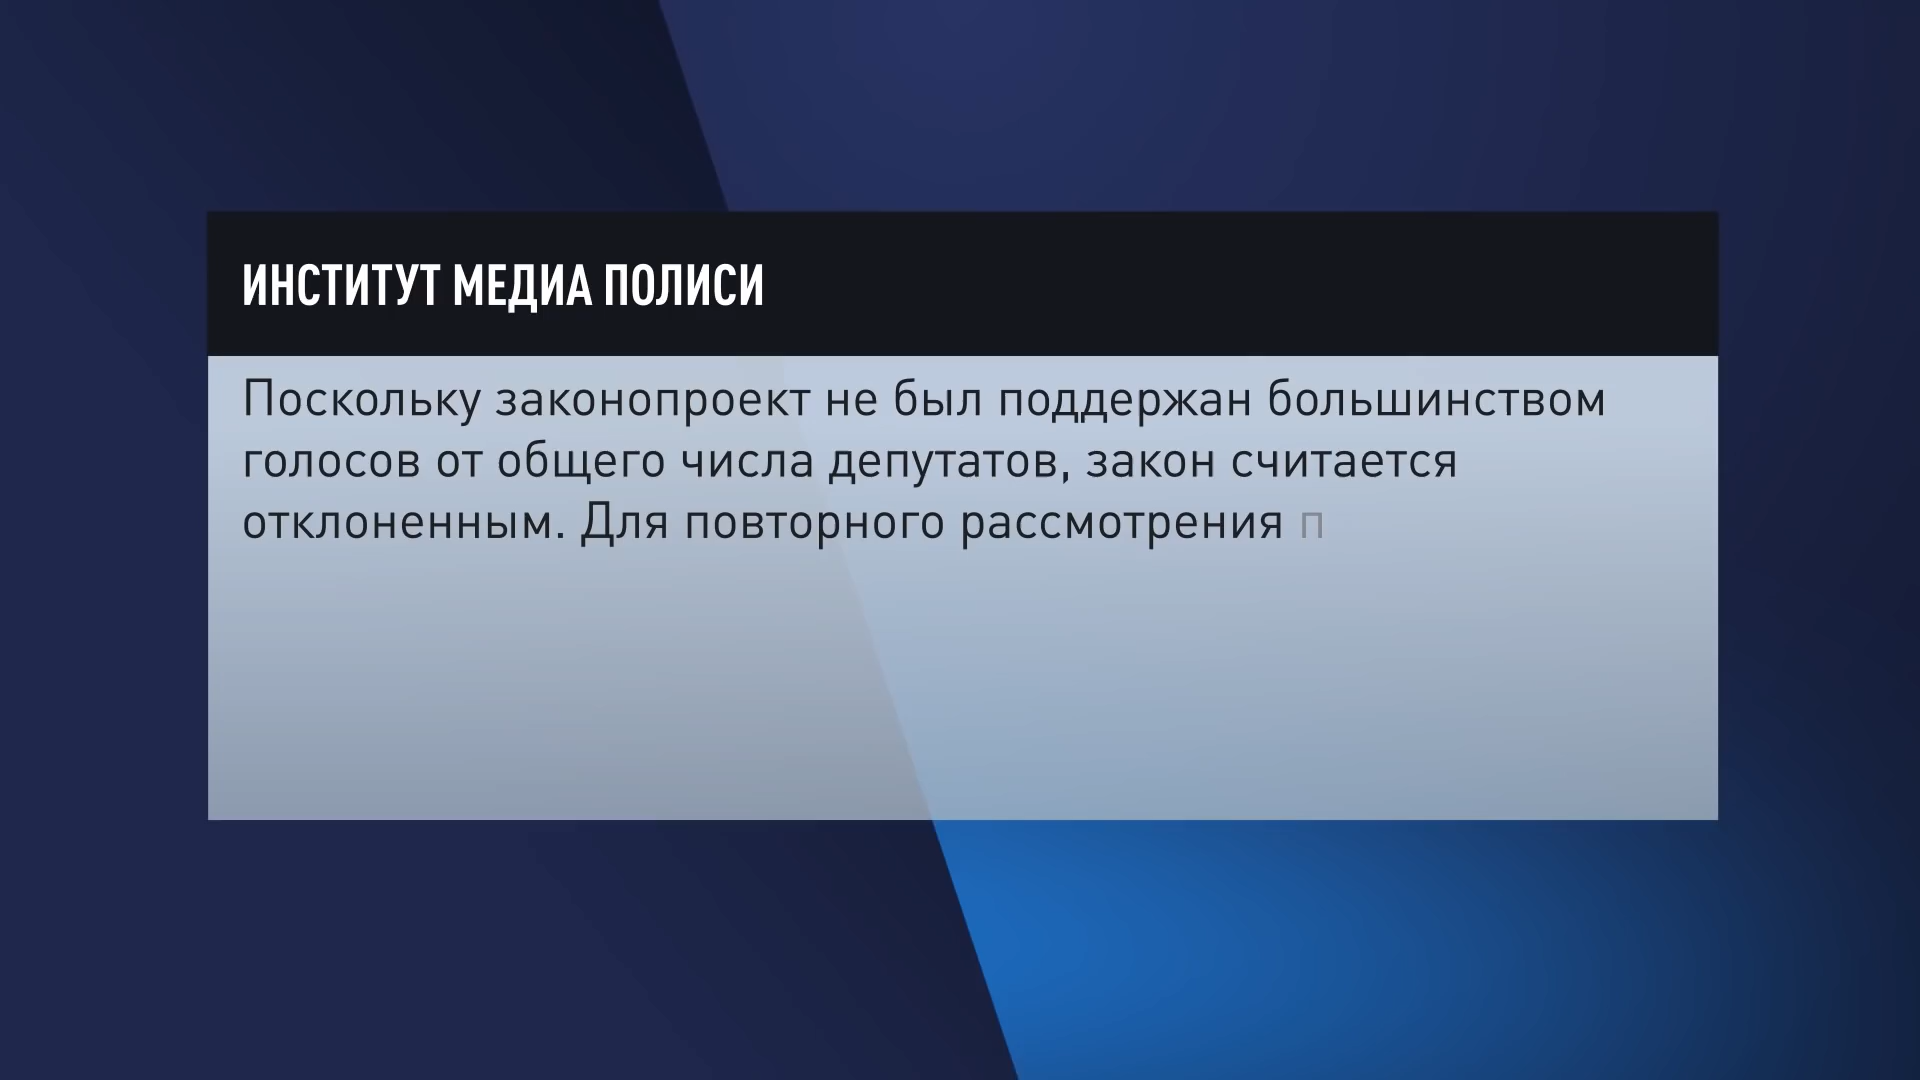 ИНСТИТУТ МЕДИА ПОЛИСИ
Поскольку законопроект не был поддержан большинством
голосов от общего числа депутатов, закон считается
отклоненным. Для повторного рассмотрения п